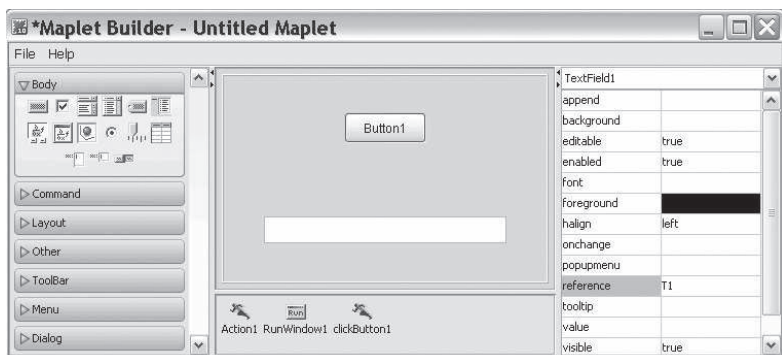 *Maplet Builder - Untitled Maplet
File Help
Body
Command
Layout
Other
ToolBar
Menu
Dialog
Button1
Action1 RunWindow1 clickButton1
Run
TextField1
append
background
editable true
enabled true
font
foreground
halign left
onchange
popupmenu
reference T1
tooltip
value
visible true